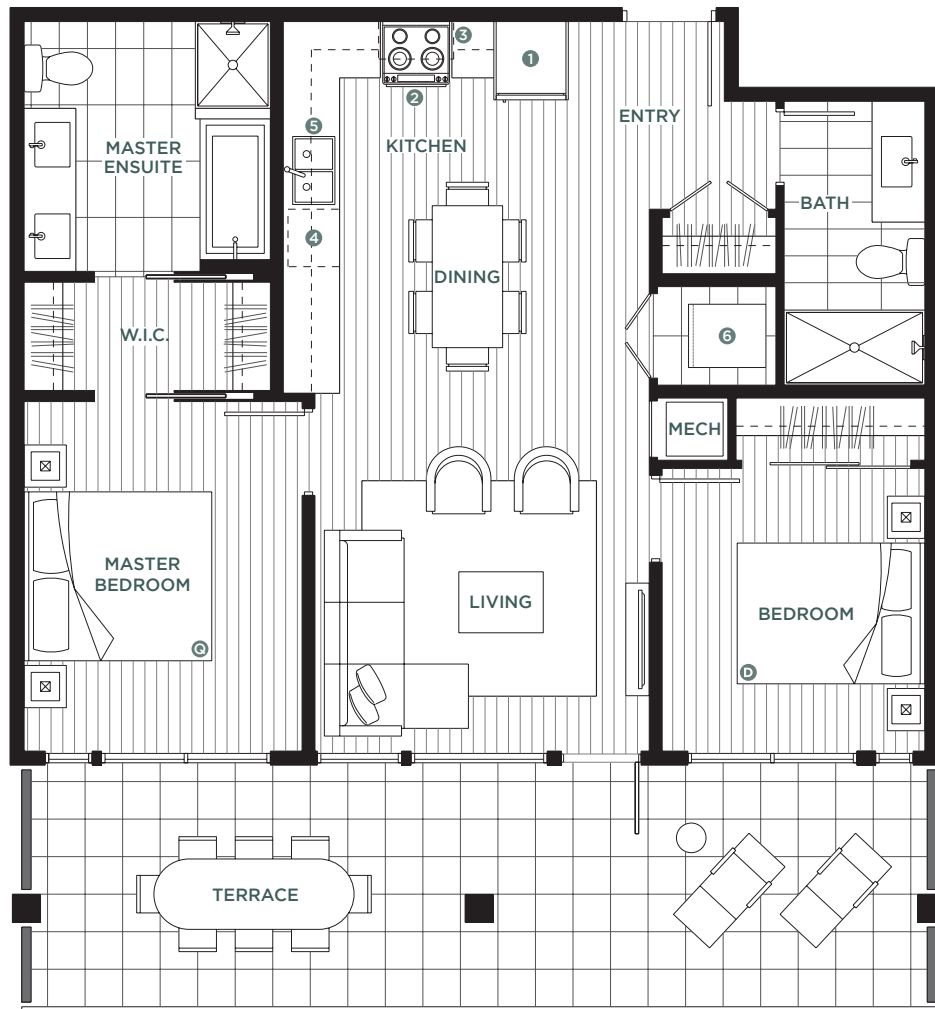 3
1
2
ENTRY
5
KITCHEN
MASTER
ENSUITE
BATH
4
DINING
W.I.C.
6
MECH
MASTER
BEDROOM
LIVING
BEDROOM
Q
D
TERRACE